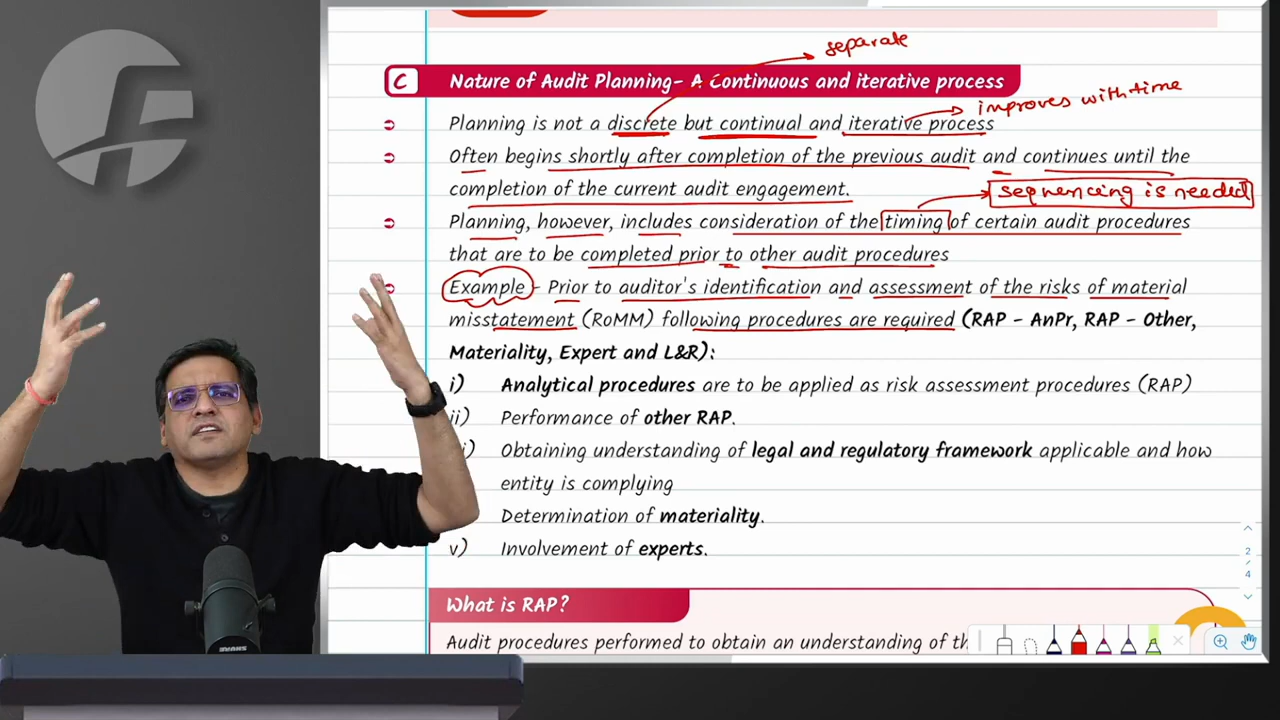 separate
C Nature of Audit Planning- A Continuous and iterative process
improves with time
Planning is not a discrete but continual and iterative process
Often begins shortly after completion of the previous audit and continues until the
completion of the current audit engagement.
sequencing is needed
Planning, however, includes consideration of the timing of certain audit procedures
that are to be completed prior to other audit procedures
Example - Prior to auditor's identification and assessment of the risks of material
misstatement (RoMM) following procedures are required (RAP - AnPr, RAP - Other,
Materiality, Expert and L&R):
i) Analytical procedures are to be applied as risk assessment procedures (RAP)
ii) Performance of other RAP.
) Obtaining understanding of legal and regulatory framework applicable and how
entity is complying
Determination of materiality.
v) Involvement of experts.
What is RAP?
Audit procedures performed to obtain an understanding of th
2
4